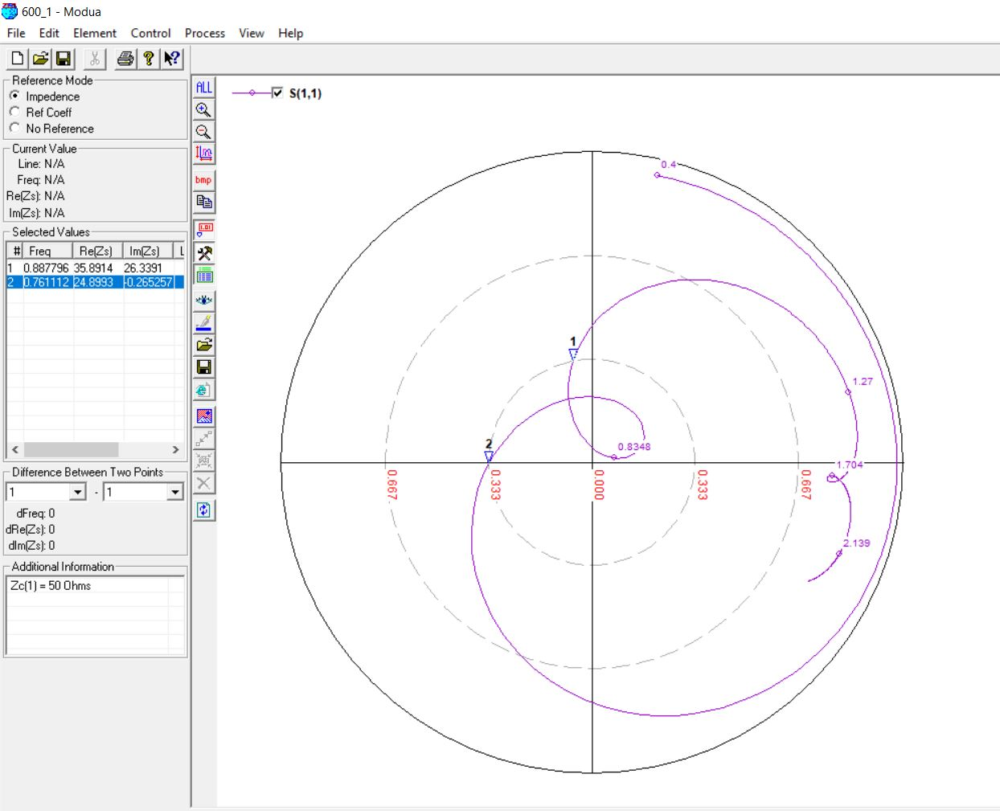 600_1 - Modua
File Edit Element Control Process View Help
Reference Mode
Impedence
Ref Coeff
No Reference
Current Value
Line: N/A
Freq: N/A
Re(Zs): N/A
Im(Zs): N/A
Selected Values
# Freq Re(Zs) Im(Zs) L
1 0.887796 35.8914 26.3391
2 0.761112 24.8993 -0.265257
Difference Between Two Points
1 - 1
dFreq: 0
dRe(Zs): 0
dIm(Zs): 0
Additional Information
Zc(1) = 50 Ohms
ALL
bmp
1.01
S(1,1)
0.4
1
1.27
2
0.8348
1.704
0.667 0.333 0.000 0.333 0.667
2.139